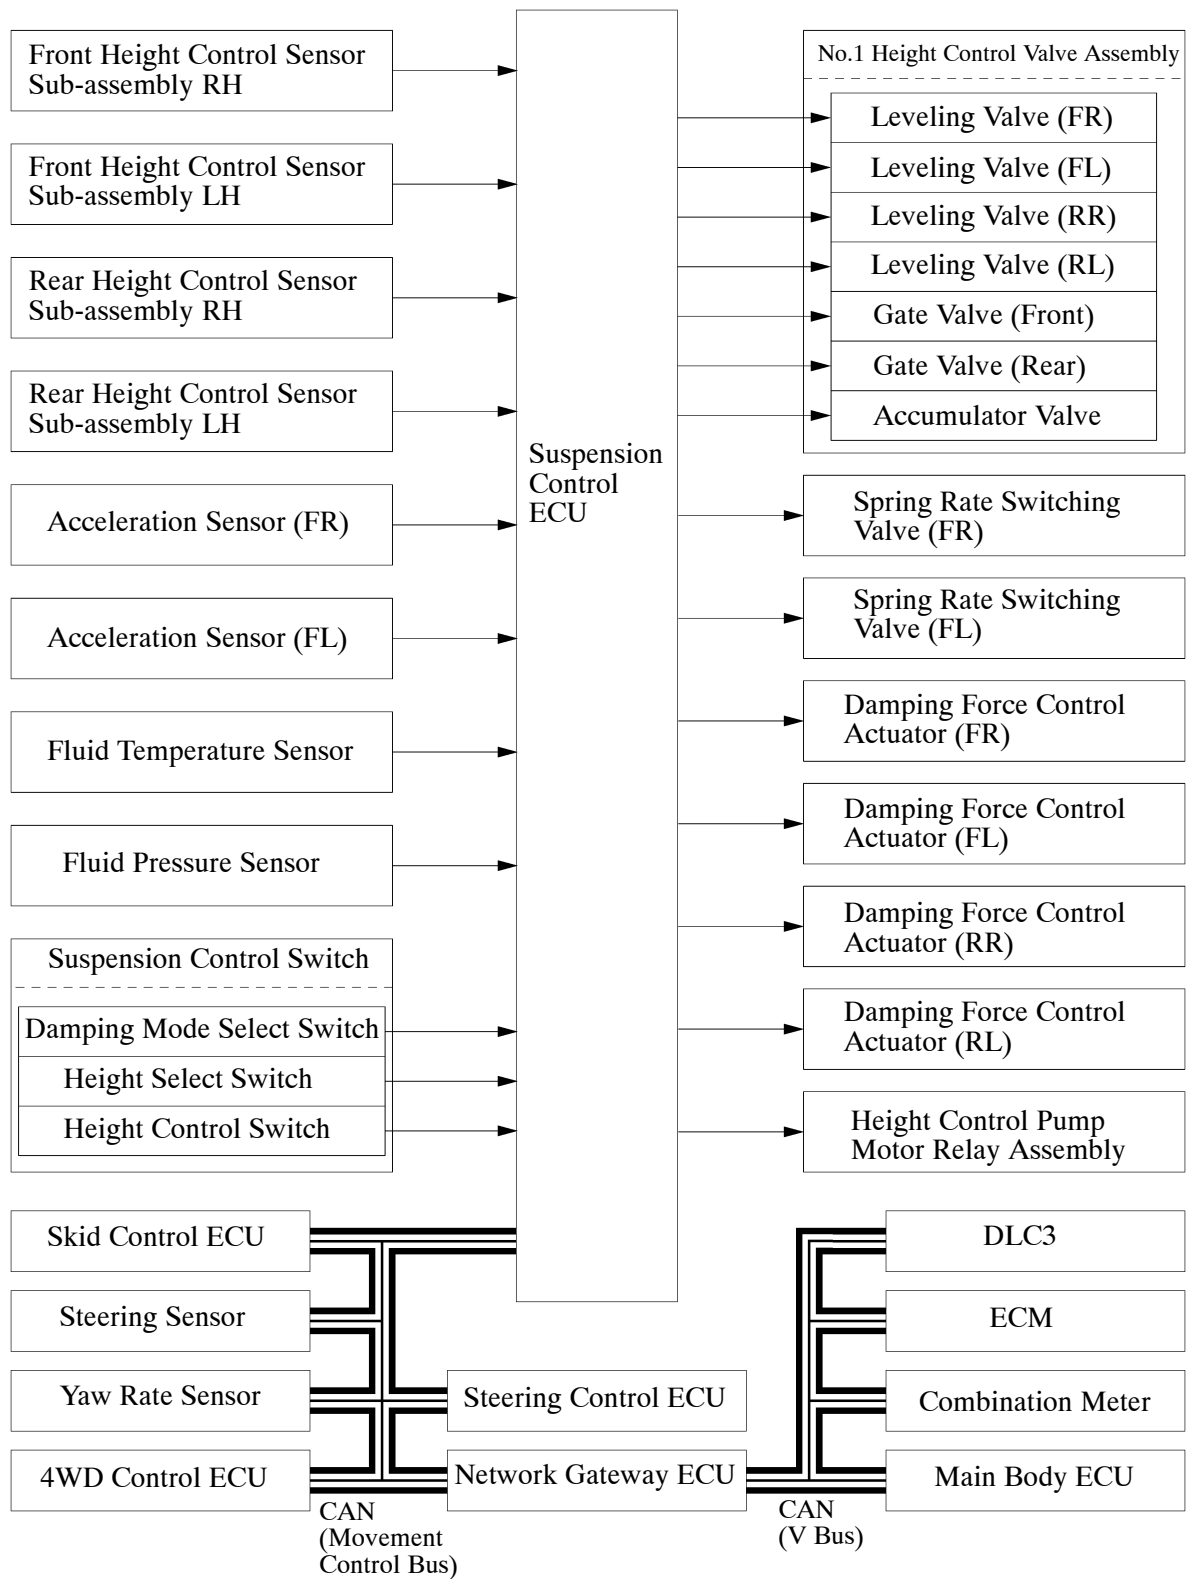 Front Height Control Sensor
Sub-assembly RH
Front Height Control Sensor
Sub-assembly LH
Rear Height Control Sensor
Sub-assembly RH
Rear Height Control Sensor
Sub-assembly LH
Acceleration Sensor (FR)
Acceleration Sensor (FL)
Fluid Temperature Sensor
Fluid Pressure Sensor
Suspension Control Switch
Damping Mode Select Switch
Height Select Switch
Height Control Switch
Suspension
Control
ECU
No.1 Height Control Valve Assembly
Leveling Valve (FR)
Leveling Valve (FL)
Leveling Valve (RR)
Leveling Valve (RL)
Gate Valve (Front)
Gate Valve (Rear)
Accumulator Valve
Spring Rate Switching
Valve (FR)
Spring Rate Switching
Valve (FL)
Damping Force Control
Actuator (FR)
Damping Force Control
Actuator (FL)
Damping Force Control
Actuator (RR)
Damping Force Control
Actuator (RL)
Height Control Pump
Motor Relay Assembly
Skid Control ECU
Steering Sensor
Yaw Rate Sensor
4WD Control ECU
Steering Control ECU
Network Gateway ECU
CAN
(Movement
Control Bus)
DLC3
ECM
Combination Meter
Main Body ECU
CAN
(V Bus)